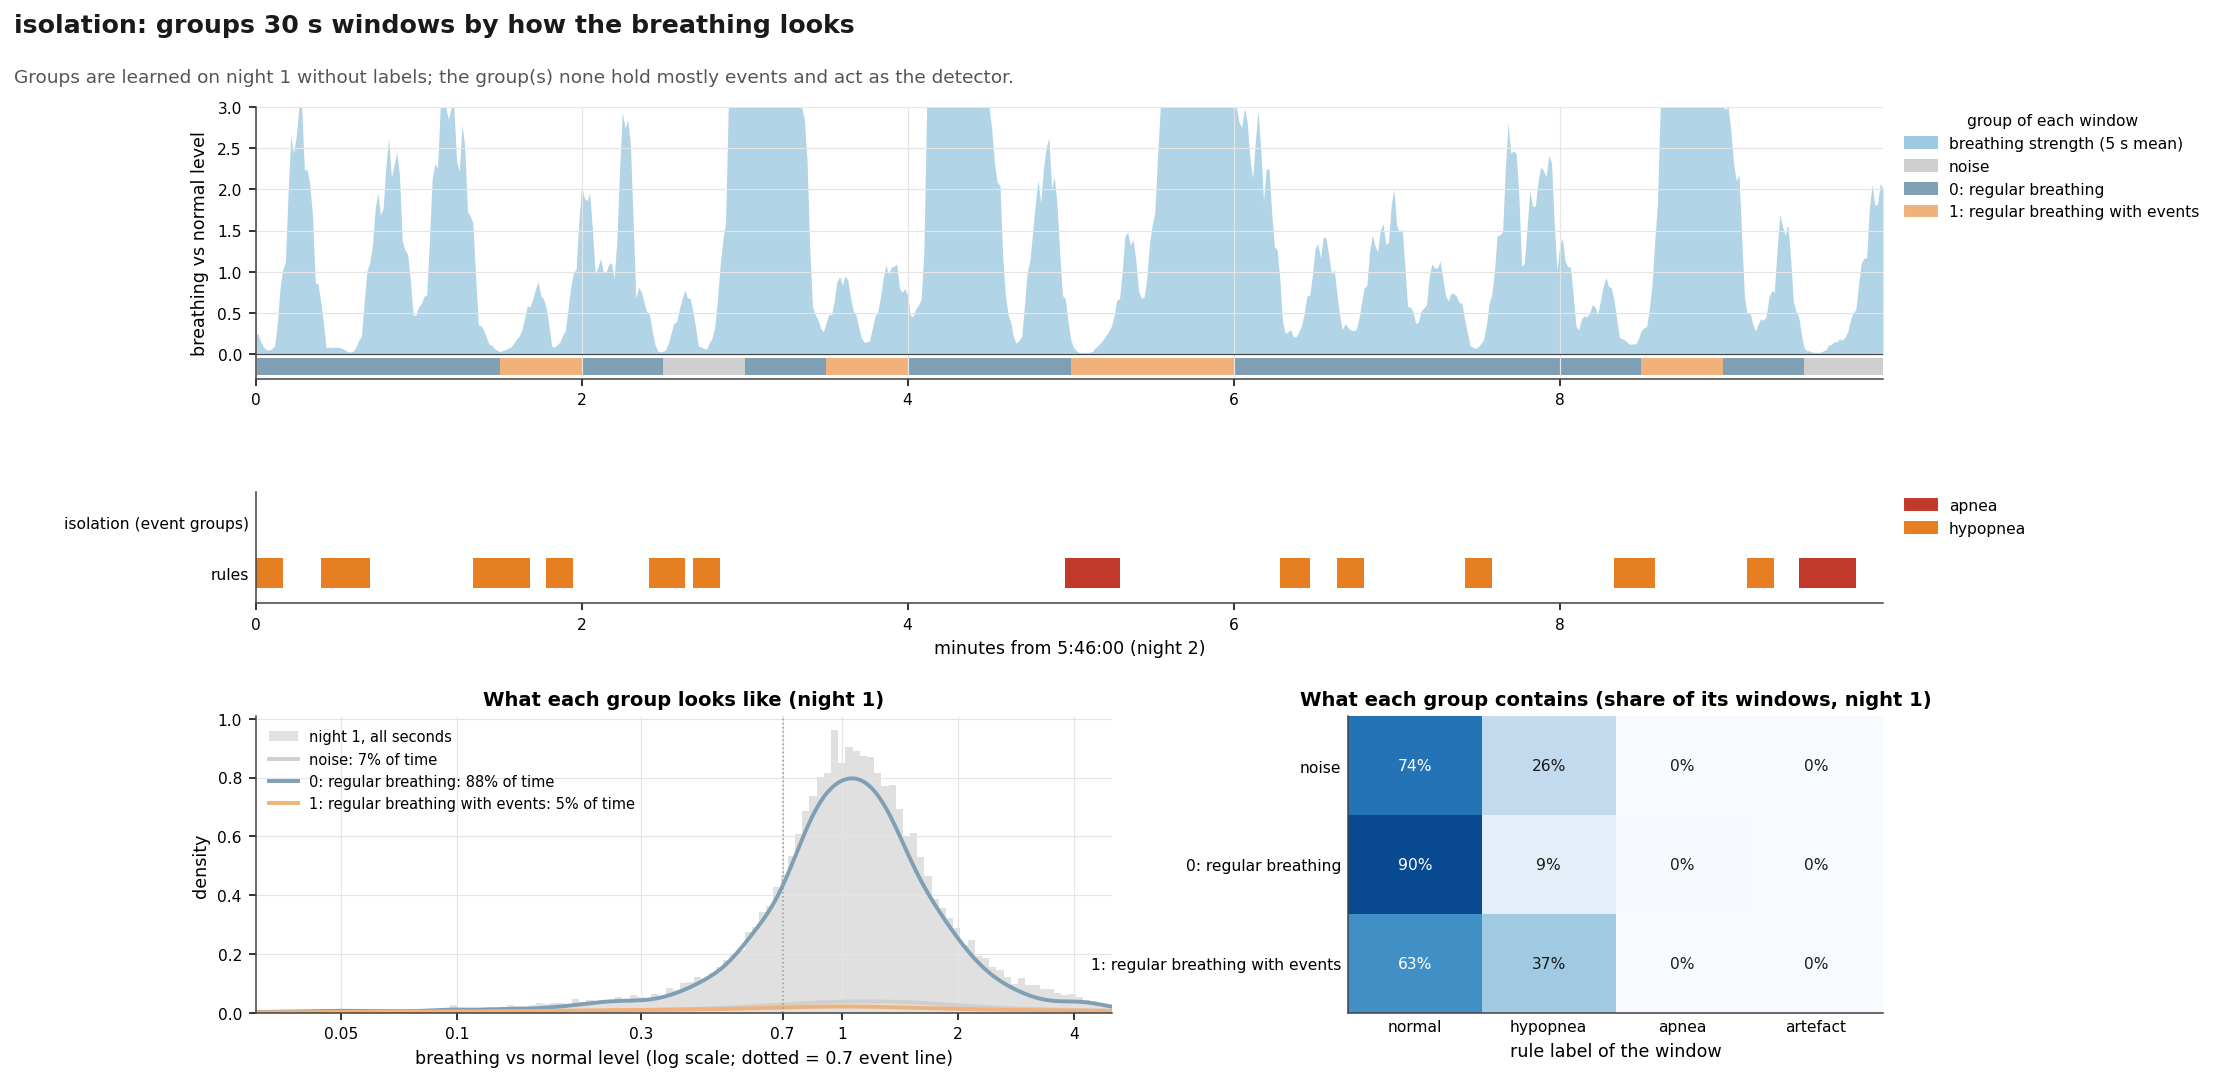 isolation: groups 30 s windows by how the breathing looks
Groups are learned on night 1 without labels; the group(s) none hold mostly events and act as the detector.
breathing vs normal level
3.0
2.5
2.0
1.5
1.0
0.5
0.0
0 2 4 6 8
group of each window
breathing strength (5 s mean)
noise
0: regular breathing
1: regular breathing with events
isolation (event groups)
rules
0 2 4 6 8
minutes from 5:46:00 (night 2)
apnea
hypopnea
What each group looks like (night 1)
density
1.0
0.8
0.6
0.4
0.2
0.0
night 1, all seconds
noise: 7% of time
0: regular breathing: 88% of time
1: regular breathing with events: 5% of time
0.05 0.1 0.3 0.7 1 2 4
breathing vs normal level (log scale; dotted = 0.7 event line)
What each group contains (share of its windows, night 1)
noise 74% 26% 0% 0%
0: regular breathing 90% 9% 0% 0%
1: regular breathing with events 63% 37% 0% 0%
normal hypopnea apnea artefact
rule label of the window